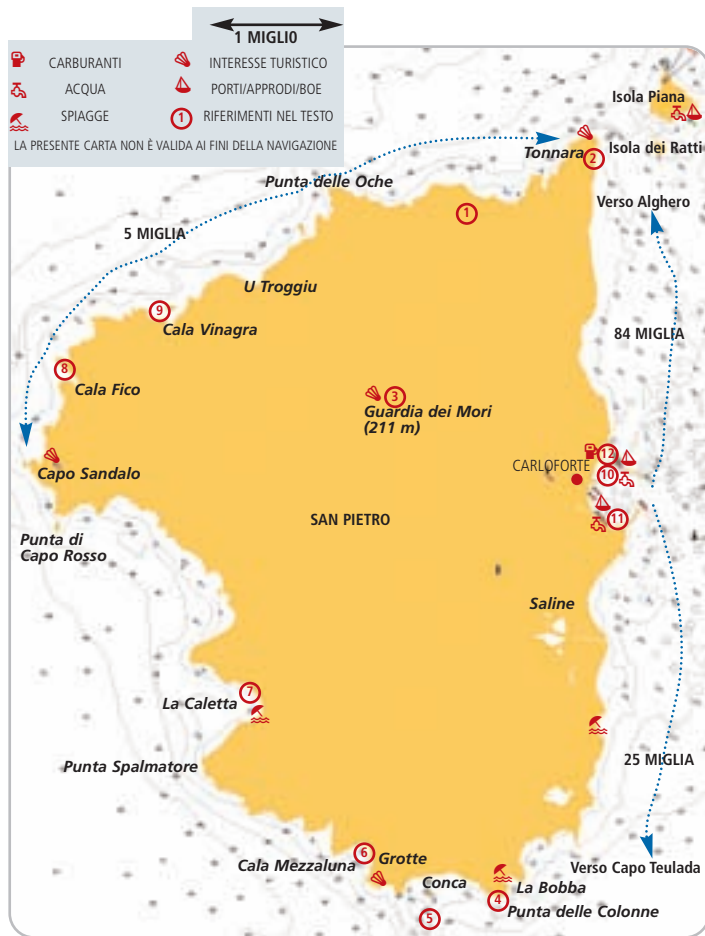 1 MIGLIO
CARBURANTI
INTERESSE TURISTICO
ACQUA
PORTI/APPRODI/BOE
SPIAGGE
1 RIFERIMENTI NEL TESTO
LA PRESENTE CARTA NON È VALIDA AI FINI DELLA NAVIGAZIONE
Isola Piana
Tonnara
2
Isola dei Ratti
Punta delle Oche
Verso Alghero
1
5 MIGLIA
U Troggiu
9
Cala Vinagra
84 MIGLIA
8
Cala Fico
3
Guardia dei Mori
(211 m)
Capo Sandalo
CARLOFORTE
12
10
11
SAN PIETRO
Punta di
Capo Rosso
Saline
7
La Caletta
Punta Spalmatore
25 MIGLIA
6
Grotte
Cala Mezzaluna
Verso Capo Teulada
Conca
La Bobba
4
Punta delle Colonne
5